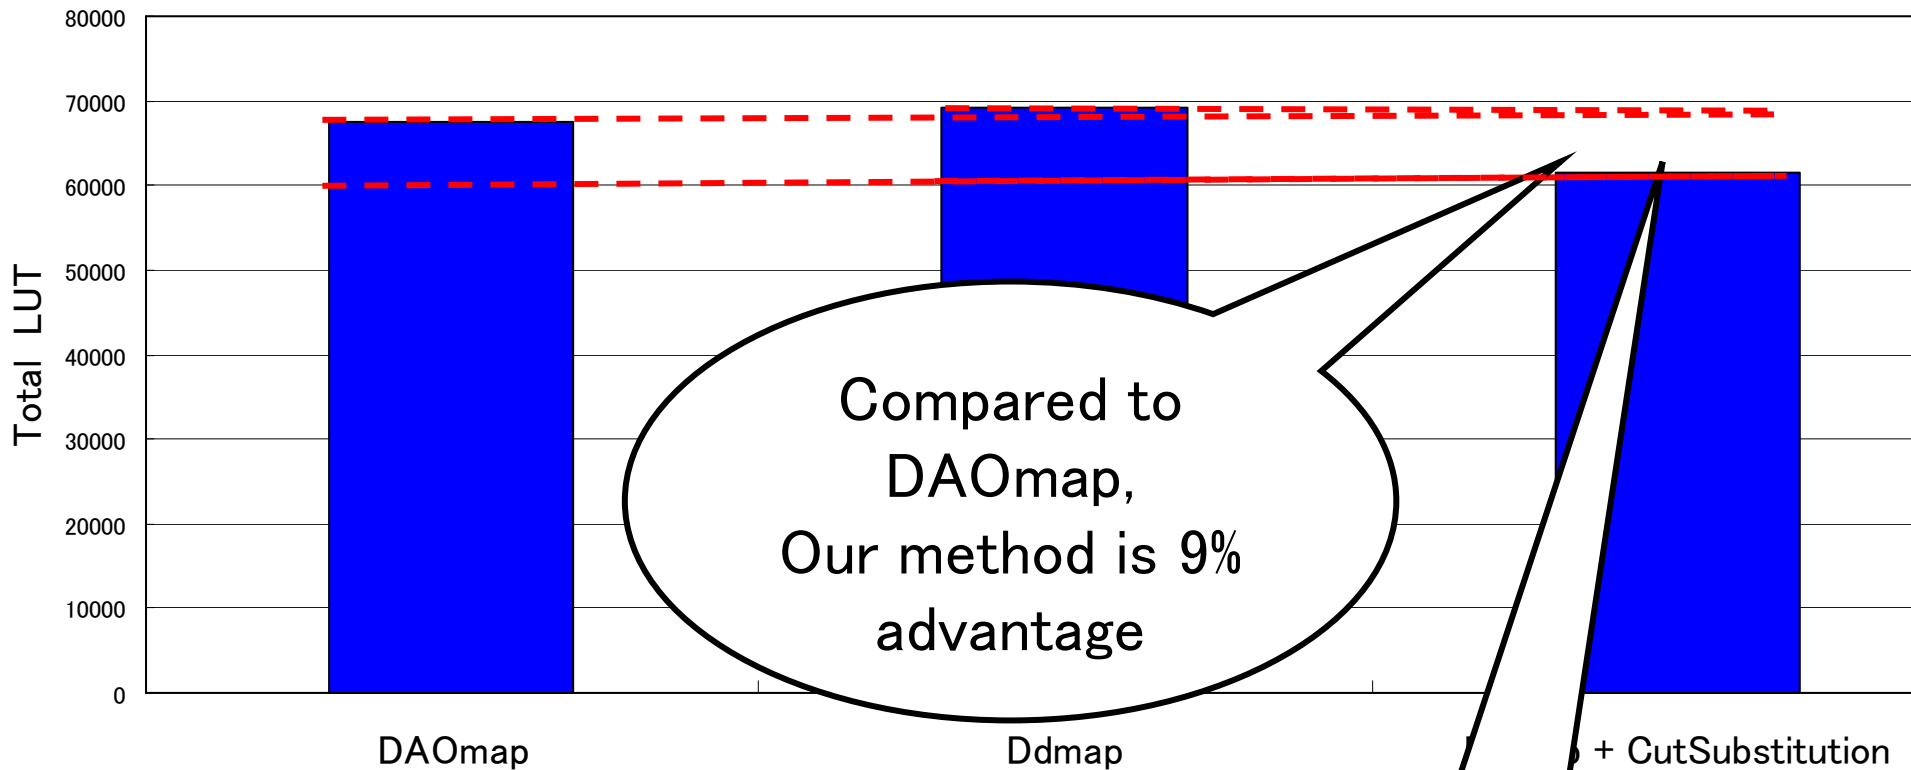 80000
70000
60000
50000
40000
30000
20000
10000
0
Total LUT
Compared to
DAOmap,
Our method is 9%
advantage
DAOmap
Ddmap
+ CutSubstitution